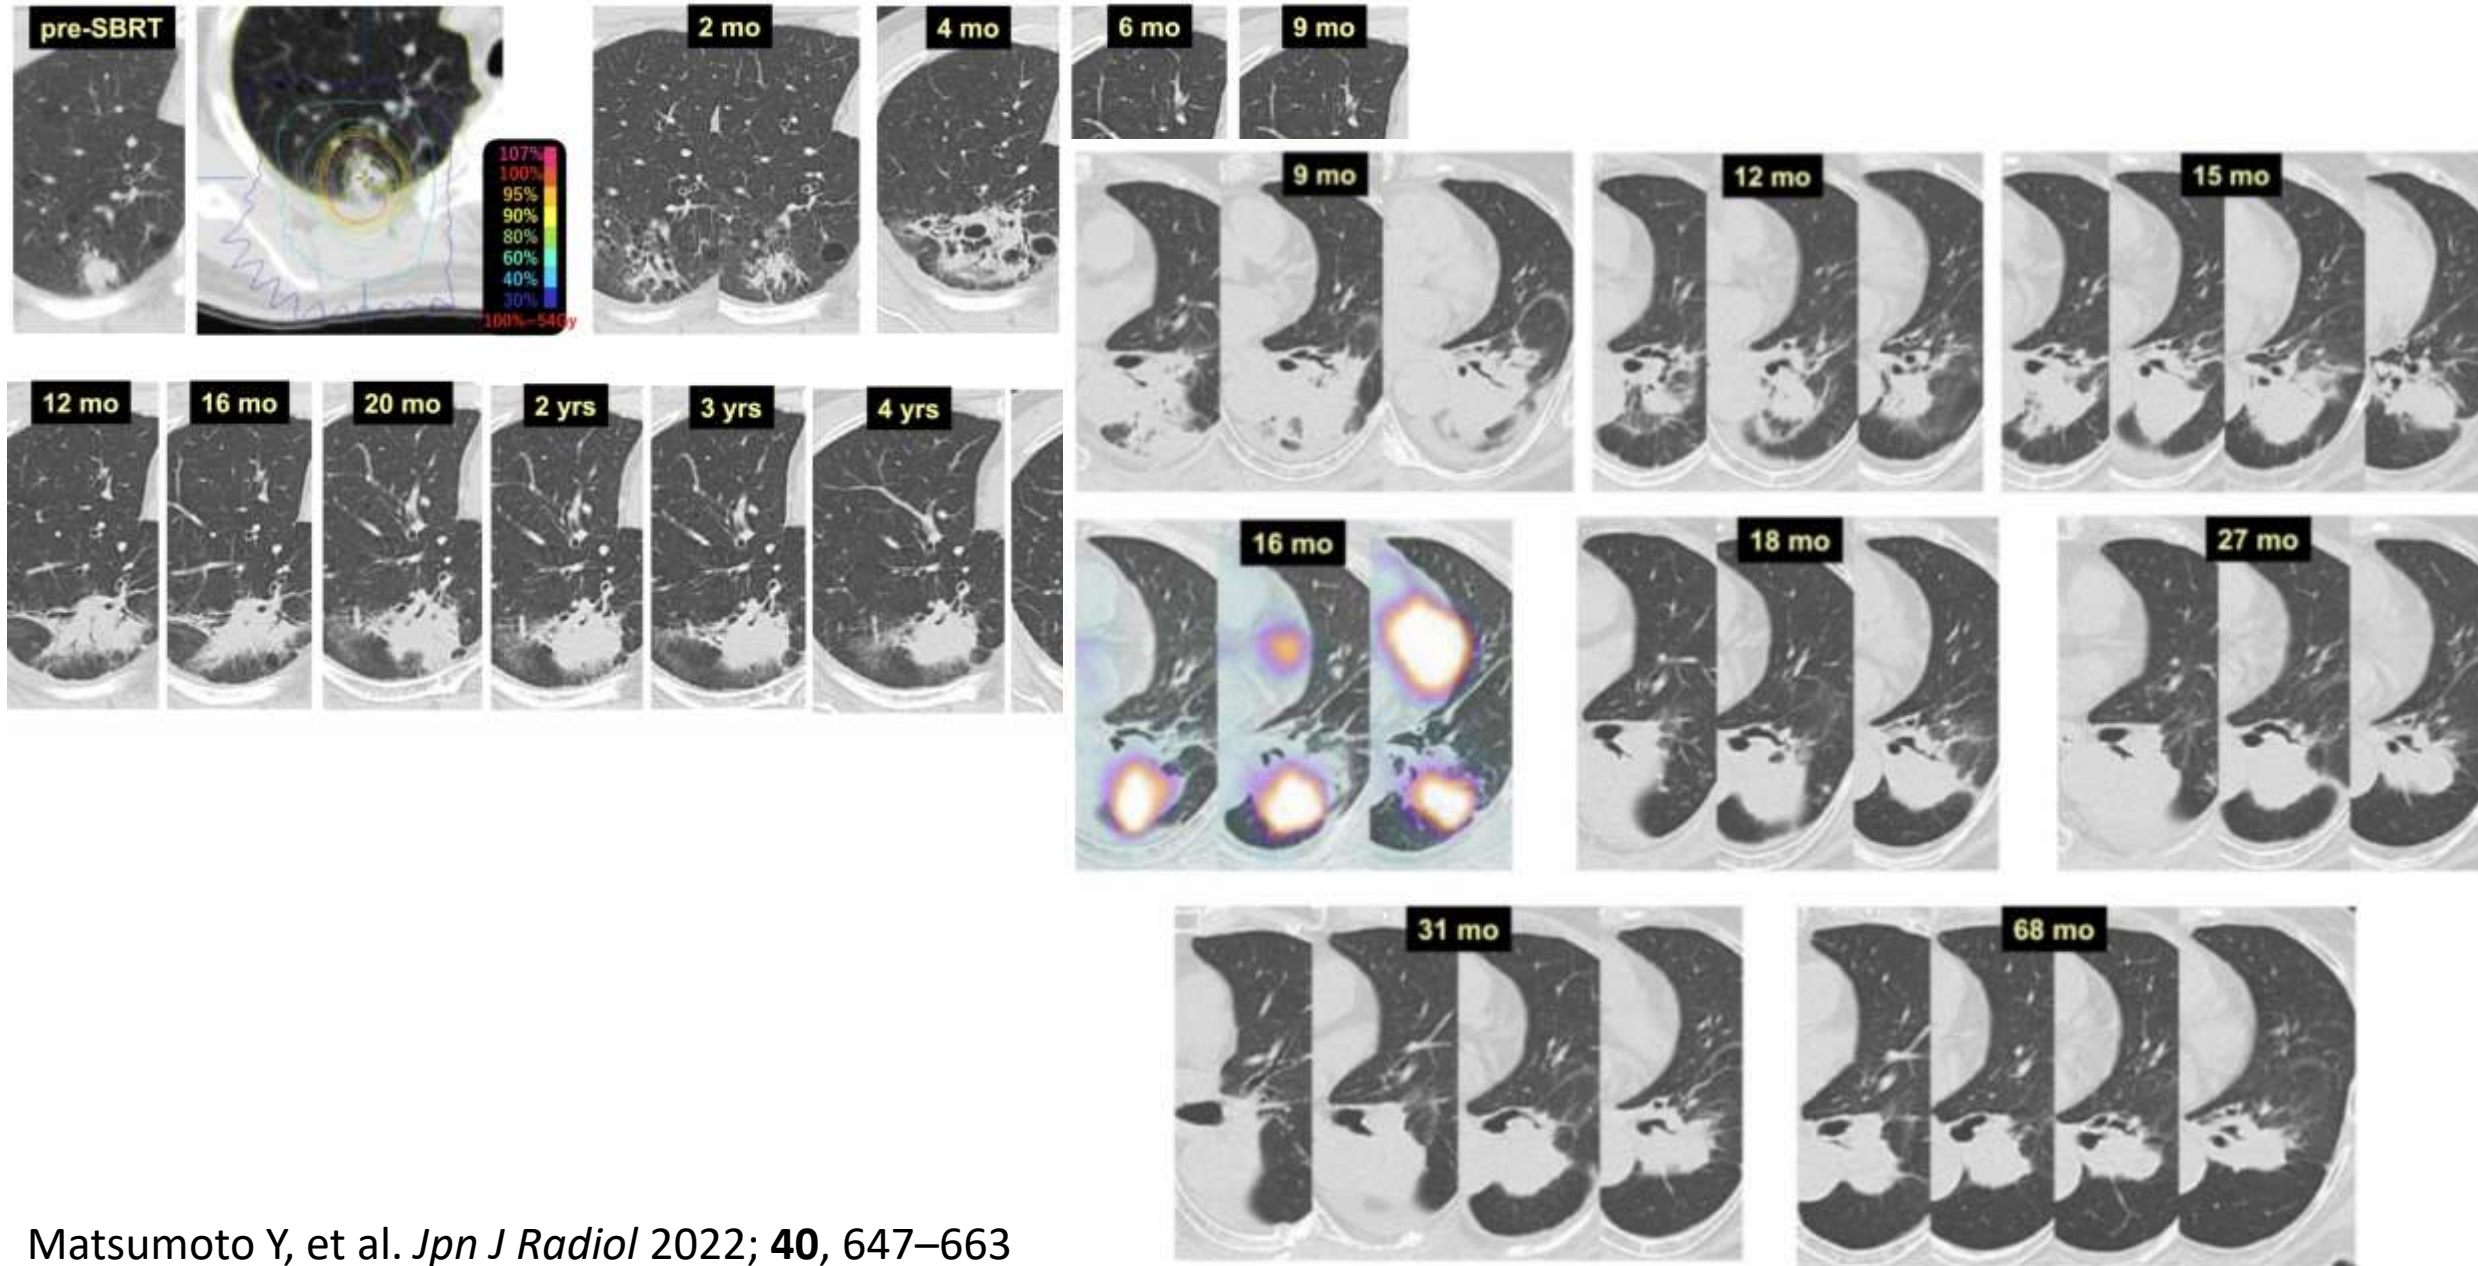 pre-SBRT
2 mo
4 mo
6 mo
9 mo
107%
100%
95%
90%
80%
60%
40%
30%
100%=54Gy
9 mo
12 mo
15 mo
12 mo
16 mo
20 mo
2 yrs
3 yrs
4 yrs
16 mo
18 mo
27 mo
31 mo
68 mo
Matsumoto Y, et al. Jpn J Radiol 2022; 40, 647–663